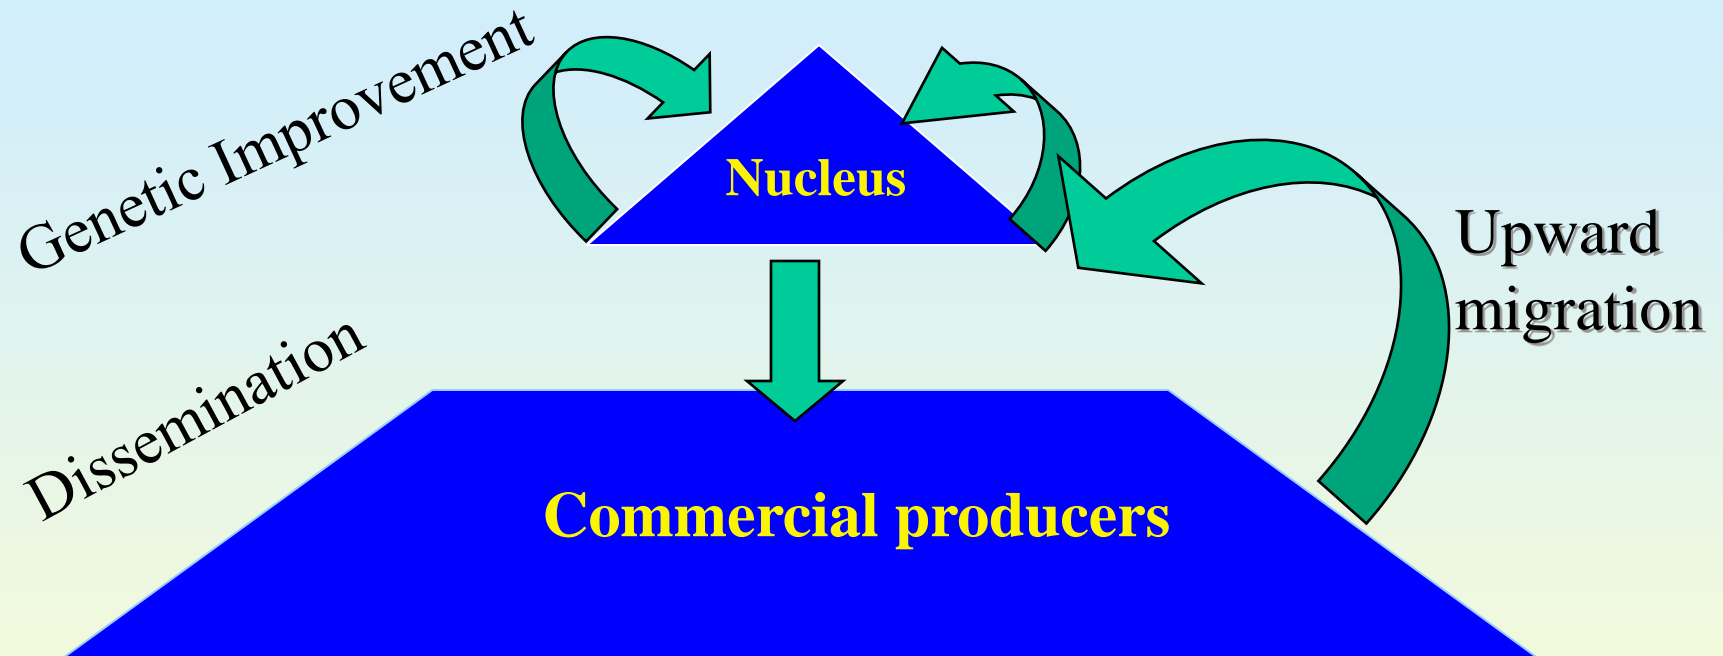 Genetic Improvement
Nucleus
Upward
migration
Dissemination
Commercial producers